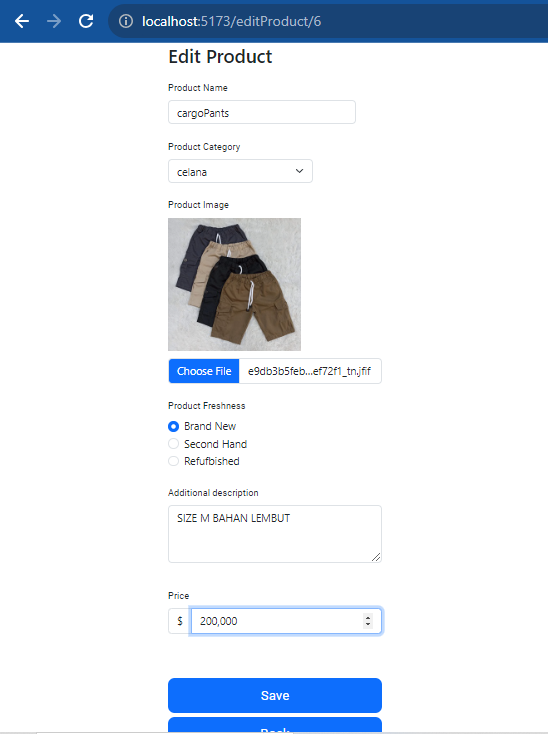 localhost:5173/editProduct/6
Edit Product
Product Name
cargoPants
Product Category
celana
Product Image
Choose File e9db3b5feb...ef72f1_tn.jfif
Product Freshness
Brand New
Second Hand
Refufbished
Additional description
SIZE M BAHAN LEMBUT
Price
$ 200,000
Save
Back